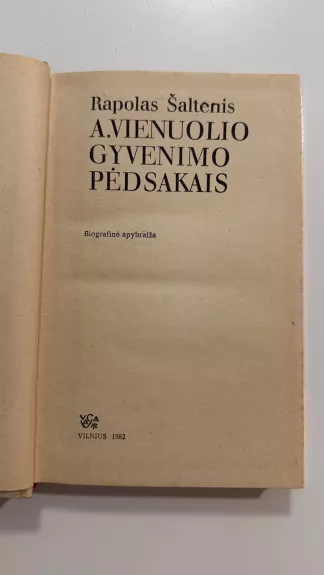 Rapolas Šaltenis
A.VIENUOLIO
GYVENIMO
PĖDSAKAIS
Biografinė apybraiža
VILNIUS 1982